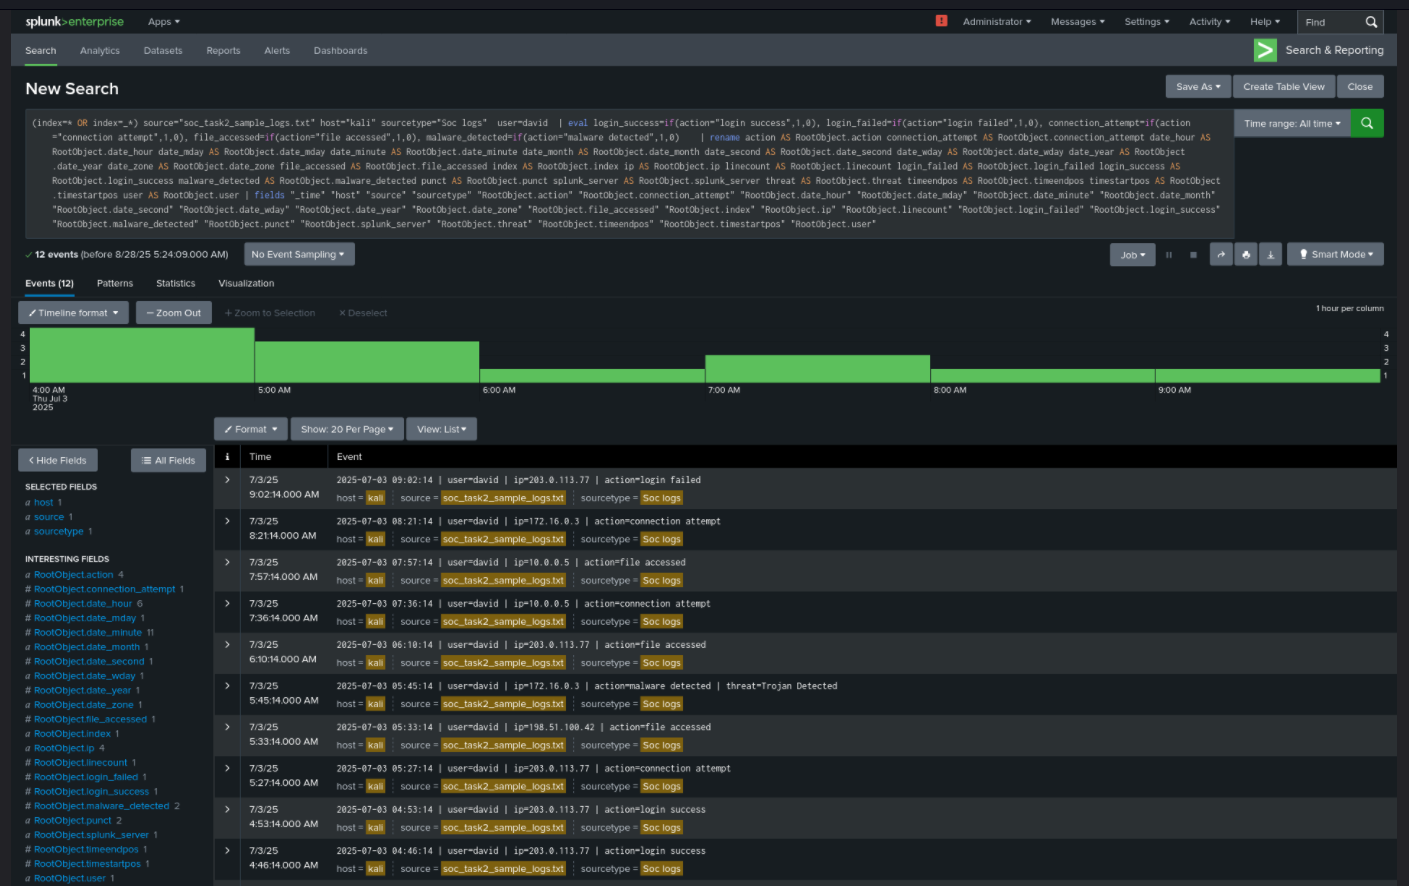 splunk>enterprise Apps ▾ ! Administrator ▾ Messages ▾ Settings ▾ Activity ▾ Help ▾ Find
Search Analytics Datasets Reports Alerts Dashboards > Search & Reporting
New Search Save As ▾ Create Table View Close
(index=* OR index=_*) source="soc_task2_sample_logs.txt" host="kali" sourcetype="Soc logs" user=david | eval login_success=if(action="login success",1,0), login_failed=if(action="login failed",1,0), connection_attempt=if(action
="connection attempt",1,0), file_accessed=if(action="file accessed",1,0), malware_detected=if(action="malware detected",1,0) | rename action AS RootObject.action connection_attempt AS RootObject.connection_attempt date_hour AS
RootObject.date_hour date_mday AS RootObject.date_mday date_minute AS RootObject.date_minute date_month AS RootObject.date_month date_second AS RootObject.date_second date_wday AS RootObject.date_wday date_year AS RootObject
.date_year date_zone AS RootObject.date_zone file_accessed AS RootObject.file_accessed index AS RootObject.index ip AS RootObject.ip linecount AS RootObject.linecount login_failed AS RootObject.login_failed login_success AS
RootObject.login_success malware_detected AS RootObject.malware_detected punct AS RootObject.punct splunk_server AS RootObject.splunk_server threat AS RootObject.threat timeendpos AS RootObject.timeendpos timestartpos AS RootObject
.timestartpos user AS RootObject.user | fields "_time" "host" "source" "sourcetype" "RootObject.action" "RootObject.connection_attempt" "RootObject.date_hour" "RootObject.date_mday" "RootObject.date_minute" "RootObject.date_month"
"RootObject.date_second" "RootObject.date_wday" "RootObject.date_year" "RootObject.date_zone" "RootObject.file_accessed" "RootObject.index" "RootObject.ip" "RootObject.linecount" "RootObject.login_failed" "RootObject.login_success"
"RootObject.malware_detected" "RootObject.punct" "RootObject.splunk_server" "RootObject.threat" "RootObject.timeendpos" "RootObject.timestartpos" "RootObject.user"
Time range: All time ▾
✓ 12 events (before 8/28/25 5:24:09.000 AM) No Event Sampling ▾ Job ▾ Smart Mode ▾
Events (12) Patterns Statistics Visualization
Timeline format ▾ — Zoom Out + Zoom to Selection × Deselect 1 hour per column
4 4
3 3
2 2
1 1
4:00 AM 5:00 AM 6:00 AM 7:00 AM 8:00 AM 9:00 AM
Thu Jul 3
2025
Format ▾ Show: 20 Per Page ▾ View: List ▾
< Hide Fields All Fields
SELECTED FIELDS
a host 1
a source 1
a sourcetype 1
INTERESTING FIELDS
a RootObject.action 4
# RootObject.connection_attempt 1
# RootObject.date_hour 6
# RootObject.date_mday 1
# RootObject.date_minute 11
a RootObject.date_month 1
# RootObject.date_second 1
a RootObject.date_wday 1
# RootObject.date_year 1
a RootObject.date_zone 1
# RootObject.file_accessed 1
a RootObject.index 1
a RootObject.ip 4
# RootObject.linecount 1
# RootObject.login_failed 1
# RootObject.login_success 1
# RootObject.malware_detected 2
a RootObject.punct 2
a RootObject.splunk_server 1
# RootObject.timeendpos 1
# RootObject.timestartpos 1
a RootObject.user 1
i Time Event
> 7/3/25 2025-07-03 09:02:14 | user=david | ip=203.0.113.77 | action=login failed
9:02:14.000 AM host = kali source = soc_task2_sample_logs.txt sourcetype = Soc logs
> 7/3/25 2025-07-03 08:21:14 | user=david | ip=172.16.0.3 | action=connection attempt
8:21:14.000 AM host = kali source = soc_task2_sample_logs.txt sourcetype = Soc logs
> 7/3/25 2025-07-03 07:57:14 | user=david | ip=10.0.0.5 | action=file accessed
7:57:14.000 AM host = kali source = soc_task2_sample_logs.txt sourcetype = Soc logs
> 7/3/25 2025-07-03 07:36:14 | user=david | ip=10.0.0.5 | action=connection attempt
7:36:14.000 AM host = kali source = soc_task2_sample_logs.txt sourcetype = Soc logs
> 7/3/25 2025-07-03 06:10:14 | user=david | ip=203.0.113.77 | action=file accessed
6:10:14.000 AM host = kali source = soc_task2_sample_logs.txt sourcetype = Soc logs
> 7/3/25 2025-07-03 05:45:14 | user=david | ip=172.16.0.3 | action=malware detected | threat=Trojan Detected
5:45:14.000 AM host = kali source = soc_task2_sample_logs.txt sourcetype = Soc logs
> 7/3/25 2025-07-03 05:33:14 | user=david | ip=198.51.100.42 | action=file accessed
5:33:14.000 AM host = kali source = soc_task2_sample_logs.txt sourcetype = Soc logs
> 7/3/25 2025-07-03 05:27:14 | user=david | ip=203.0.113.77 | action=connection attempt
5:27:14.000 AM host = kali source = soc_task2_sample_logs.txt sourcetype = Soc logs
> 7/3/25 2025-07-03 04:53:14 | user=david | ip=203.0.113.77 | action=login success
4:53:14.000 AM host = kali source = soc_task2_sample_logs.txt sourcetype = Soc logs
> 7/3/25 2025-07-03 04:46:14 | user=david | ip=203.0.113.77 | action=login success
4:46:14.000 AM host = kali source = soc_task2_sample_logs.txt sourcetype = Soc logs